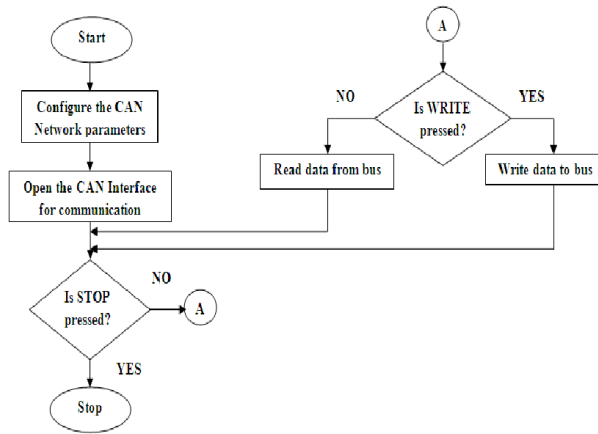 Start
Configure the CAN
Network parameters
Open the CAN Interface
for communication
Is STOP
pressed?
NO
A
YES
Stop
A
Is WRITE
pressed?
NO
YES
Read data from bus
Write data to bus